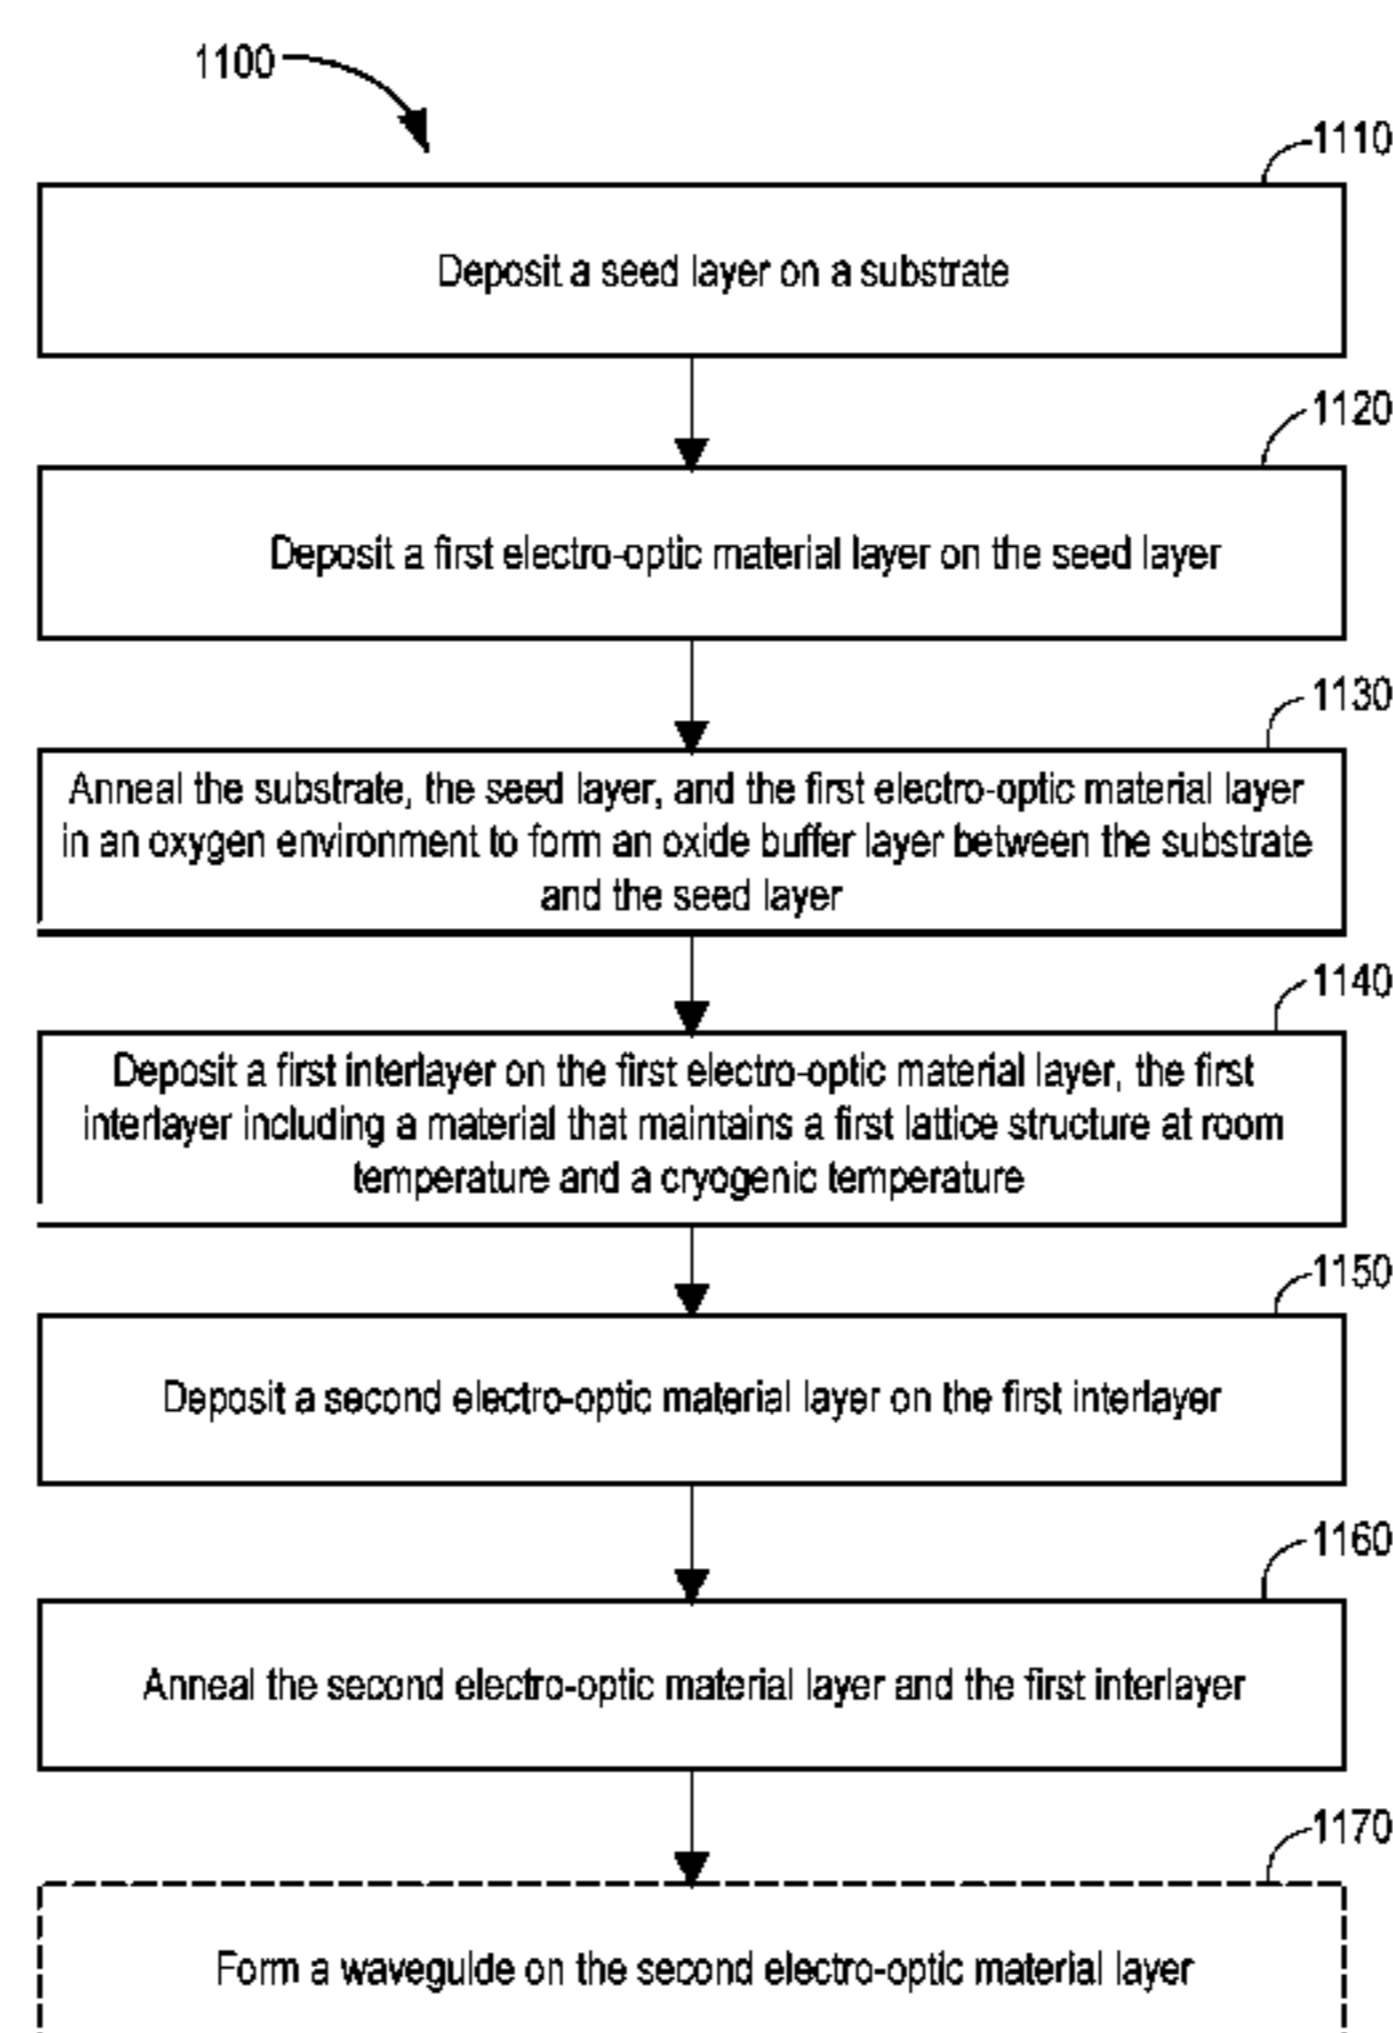 1100
1110
Deposit a seed layer on a substrate
1120
Deposit a first electro-optic material layer on the seed layer
1130
Anneal the substrate, the seed layer, and the first electro-optic material layer
in an oxygen environment to form an oxide buffer layer between the substrate
and the seed layer
1140
Deposit a first interlayer on the first electro-optic material layer, the first
interlayer including a material that maintains a first lattice structure at room
temperature and a cryogenic temperature
1150
Deposit a second electro-optic material layer on the first interlayer
1160
Anneal the second electro-optic material layer and the first interlayer
1170
Form a waveguide on the second electro-optic material layer